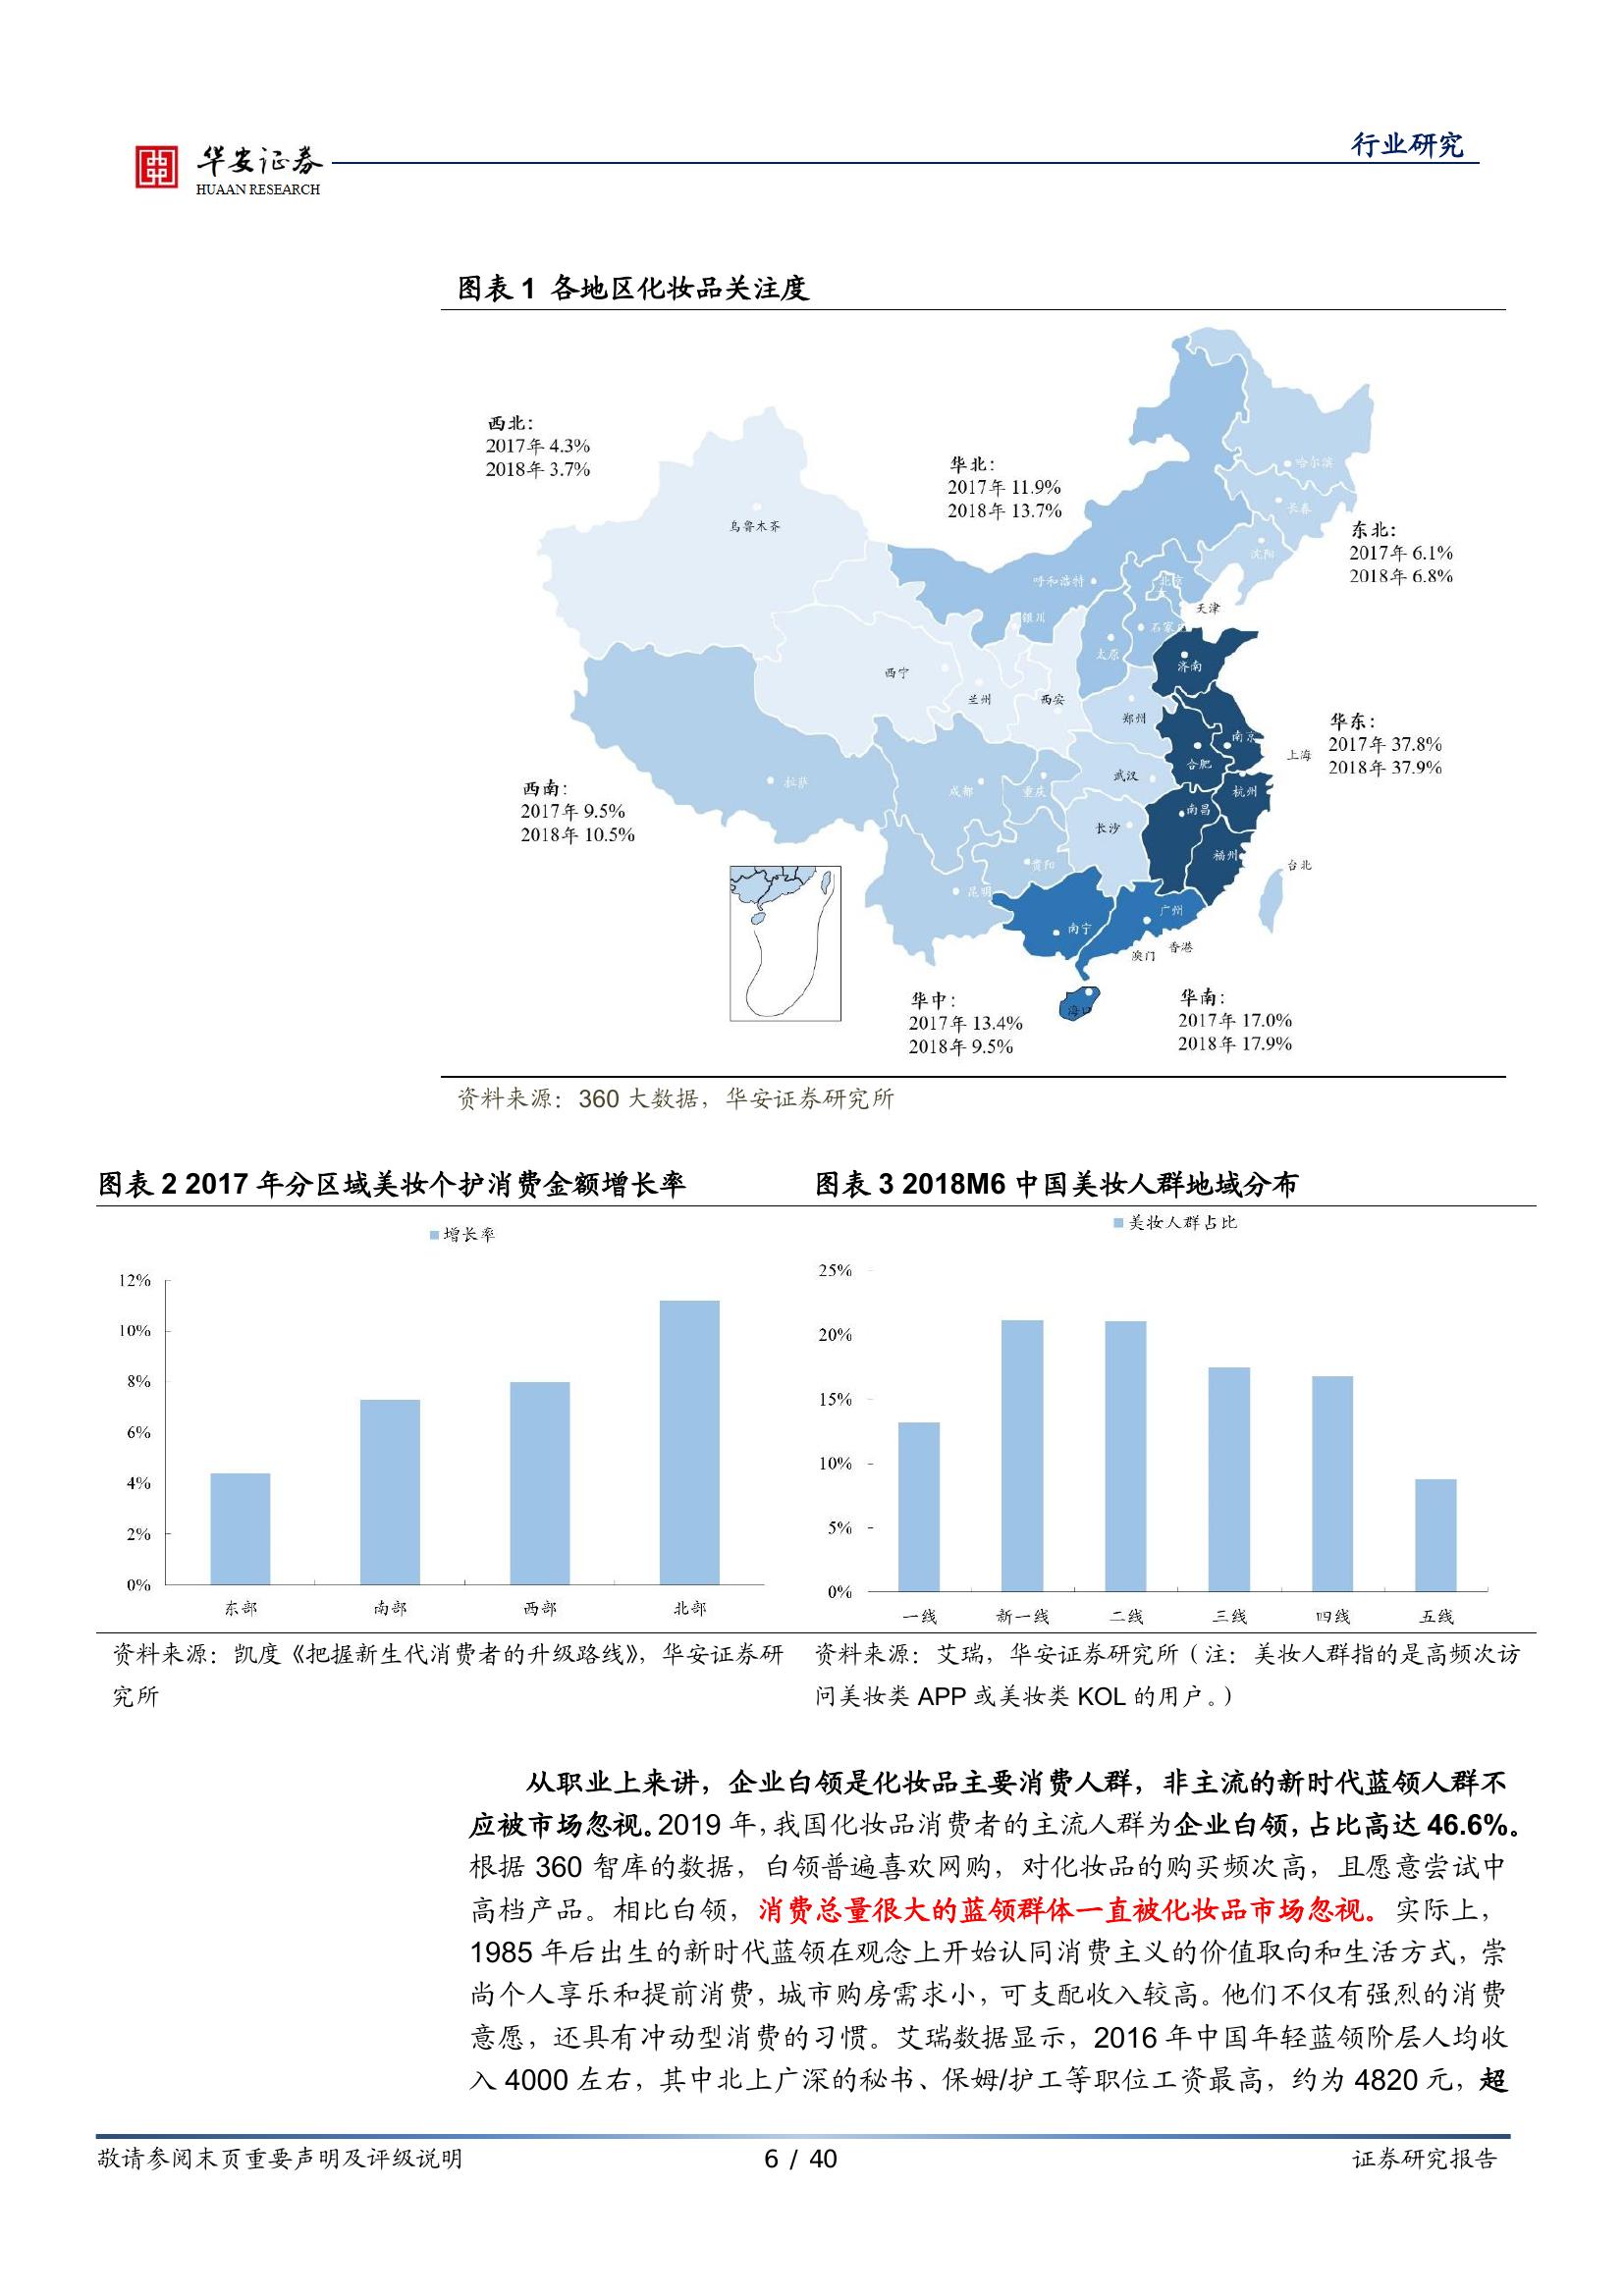 华安证券
HUAAN RESEARCH
行业研究
图表 1 各地区化妆品关注度
西北：
2017年 4.3%
2018年 3.7%
华北：
2017年 11.9%
2018年 13.7%
东北：
2017年 6.1%
2018年 6.8%
华东：
2017年 37.8%
2018年 37.9%
西南：
2017年 9.5%
2018年 10.5%
华中：
2017年 13.4%
2018年 9.5%
华南：
2017年 17.0%
2018年 17.9%
哈尔滨
长春
沈阳
乌鲁木齐
呼和浩特
北京
天津
银川
石家庄
太原
济南
西宁
兰州
西安
郑州
南京
上海
合肥
武汉
拉萨
成都
重庆
杭州
南昌
长沙
福州
台北
贵阳
昆明
广州
南宁
香港
澳门
海口
资料来源：360 大数据，华安证券研究所
图表 2 2017 年分区域美妆个护消费金额增长率
增长率
12%
10%
8%
6%
4%
2%
0%
东部 南部 西部 北部
资料来源：凯度《把握新生代消费者的升级路线》，华安证券研
究所
图表 3 2018M6 中国美妆人群地域分布
美妆人群占比
25%
20%
15%
10%
5%
0%
一线 新一线 二线 三线 四线 五线
资料来源：艾瑞，华安证券研究所（注：美妆人群指的是高频次访
问美妆类 APP 或美妆类 KOL 的用户。）
从职业上来讲，企业白领是化妆品主要消费人群，非主流的新时代蓝领人群不
应被市场忽视。2019 年，我国化妆品消费者的主流人群为企业白领，占比高达 46.6%。
根据 360 智库的数据，白领普遍喜欢网购，对化妆品的购买频次高，且愿意尝试中
高档产品。相比白领，消费总量很大的蓝领群体一直被化妆品市场忽视。实际上，
1985 年后出生的新时代蓝领在观念上开始认同消费主义的价值取向和生活方式，崇
尚个人享乐和提前消费，城市购房需求小，可支配收入较高。他们不仅有强烈的消费
意愿，还具有冲动型消费的习惯。艾瑞数据显示，2016 年中国年轻蓝领阶层人均收
入 4000 左右，其中北上广深的秘书、保姆/护工等职位工资最高，约为 4820 元，超
敬请参阅末页重要声明及评级说明
6 / 40
证券研究报告